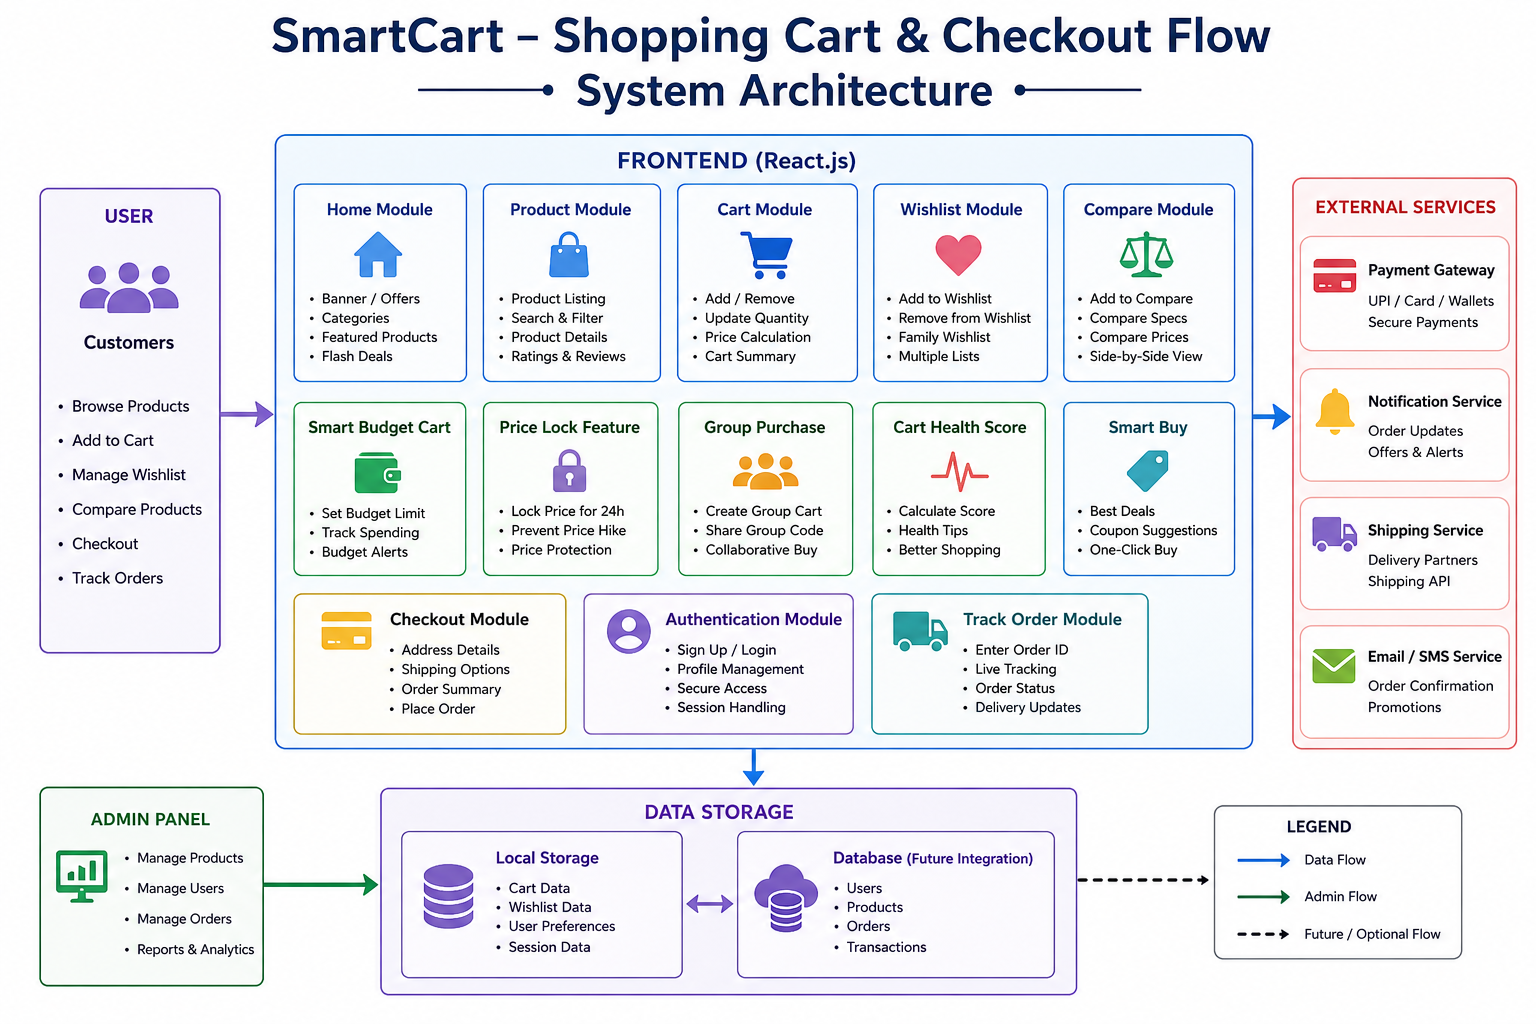 SmartCart – Shopping Cart & Checkout Flow
System Architecture
USER
Customers
• Browse Products
• Add to Cart
• Manage Wishlist
• Compare Products
• Checkout
• Track Orders
FRONTEND (React.js)
Home Module
• Banner / Offers
• Categories
• Featured Products
• Flash Deals
Product Module
• Product Listing
• Search & Filter
• Product Details
• Ratings & Reviews
Cart Module
• Add / Remove
• Update Quantity
• Price Calculation
• Cart Summary
Wishlist Module
• Add to Wishlist
• Remove from Wishlist
• Family Wishlist
• Multiple Lists
Compare Module
• Add to Compare
• Compare Specs
• Compare Prices
• Side-by-Side View
Smart Budget Cart
• Set Budget Limit
• Track Spending
• Budget Alerts
Price Lock Feature
• Lock Price for 24h
• Prevent Price Hike
• Price Protection
Group Purchase
• Create Group Cart
• Share Group Code
• Collaborative Buy
Cart Health Score
• Calculate Score
• Health Tips
• Better Shopping
Smart Buy
• Best Deals
• Coupon Suggestions
• One-Click Buy
Checkout Module
• Address Details
• Shipping Options
• Order Summary
• Place Order
Authentication Module
• Sign Up / Login
• Profile Management
• Secure Access
• Session Handling
Track Order Module
• Enter Order ID
• Live Tracking
• Order Status
• Delivery Updates
EXTERNAL SERVICES
Payment Gateway
UPI / Card / Wallets
Secure Payments
Notification Service
Order Updates
Offers & Alerts
Shipping Service
Delivery Partners
Shipping API
Email / SMS Service
Order Confirmation
Promotions
ADMIN PANEL
• Manage Products
• Manage Users
• Manage Orders
• Reports & Analytics
DATA STORAGE
Local Storage
• Cart Data
• Wishlist Data
• User Preferences
• Session Data
Database (Future Integration)
• Users
• Products
• Orders
• Transactions
LEGEND
Data Flow
Admin Flow
Future / Optional Flow